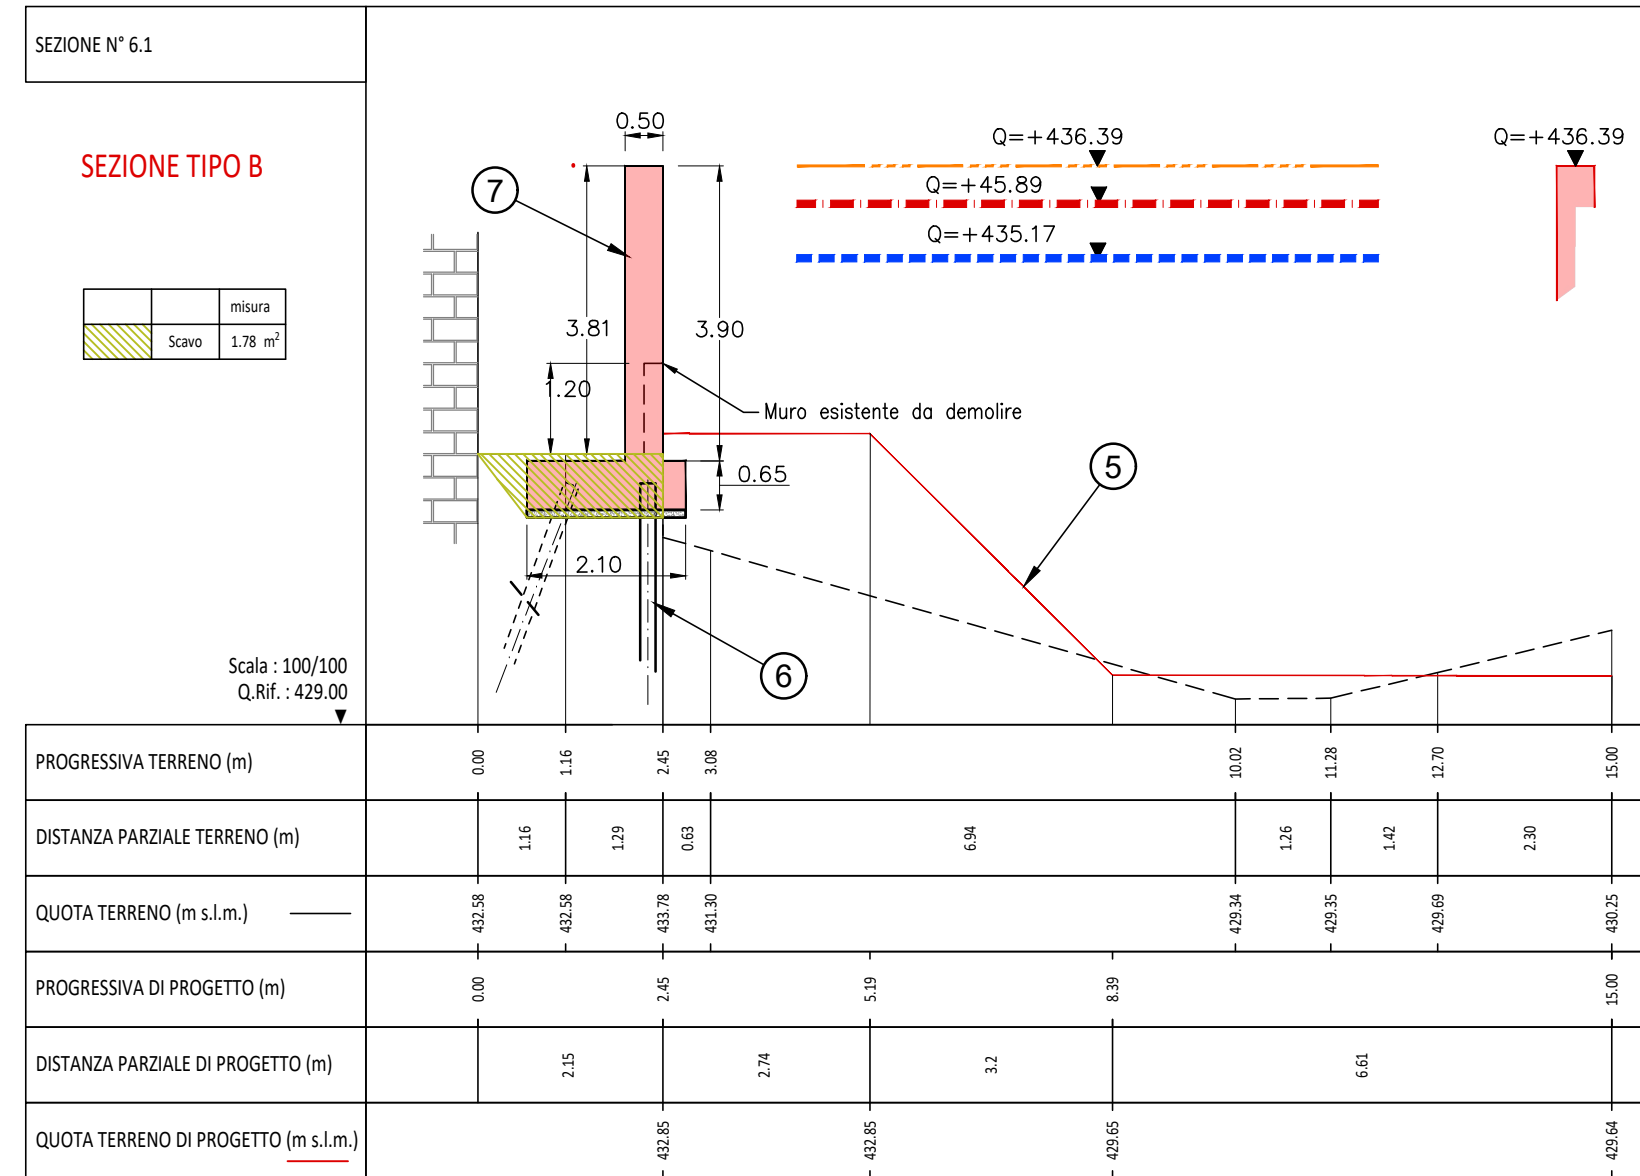 SEZIONE N° 6.1
SEZIONE TIPO B
misura
Scavo 1.78 m²
0.50
7
3.81
3.90
1.20
Q=+436.39
Q=+45.89
Q=+435.17
Q=+436.39
Muro esistente da demolire
5
0.65
2.10
6
Scala : 100/100
Q.Rif. : 429.00
PROGRESSIVA TERRENO (m) 0.00 1.16 2.45 3.08 10.02 11.28 12.70 15.00
DISTANZA PARZIALE TERRENO (m) 1.16 1.29 0.63 6.94 1.26 1.42 2.30
QUOTA TERRENO (m s.l.m.) 432.58 432.58 433.78 431.30 429.34 429.35 429.69 430.25
PROGRESSIVA DI PROGETTO (m) 0.00 2.45 5.19 8.39 15.00
DISTANZA PARZIALE DI PROGETTO (m) 2.15 2.74 3.2 6.61
QUOTA TERRENO DI PROGETTO (m s.l.m.) 432.85 432.85 429.65 429.64